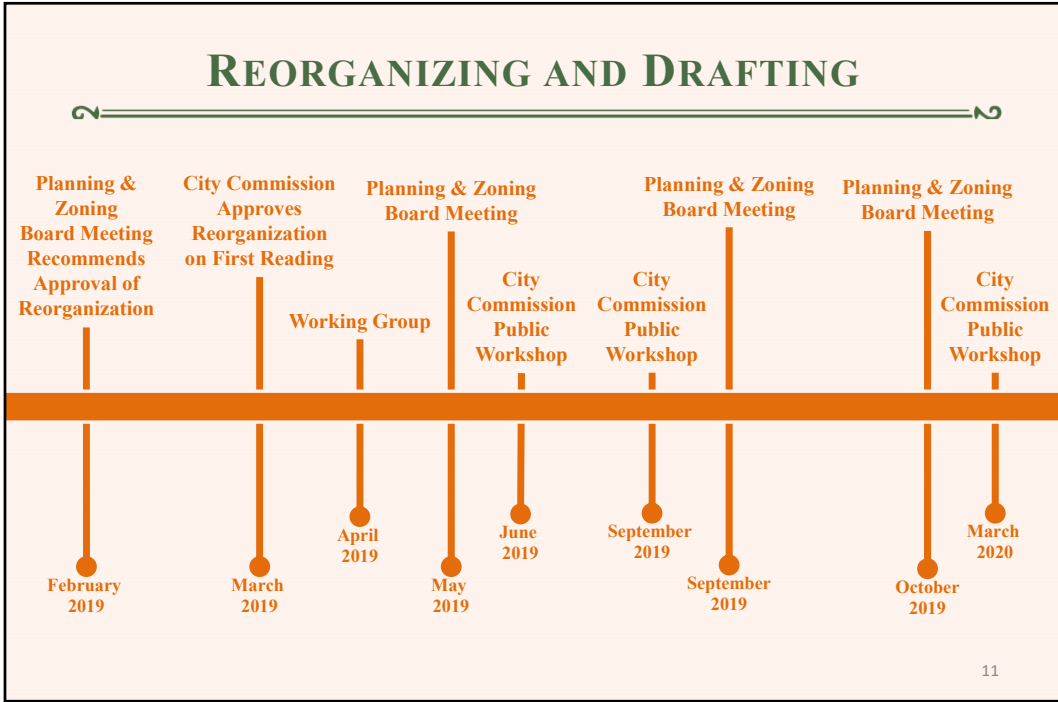 REORGANIZING AND DRAFTING
Planning &
Zoning
Board Meeting
Recommends
Approval of
Reorganization
City Commission
Approves
Reorganization
on First Reading
Working Group
Planning & Zoning
Board Meeting
City
Commission
Public
Workshop
City
Commission
Public
Workshop
Planning & Zoning
Board Meeting
Planning & Zoning
Board Meeting
City
Commission
Public
Workshop
February
2019
March
2019
April
2019
May
2019
June
2019
September
2019
September
2019
October
2019
March
2020
11